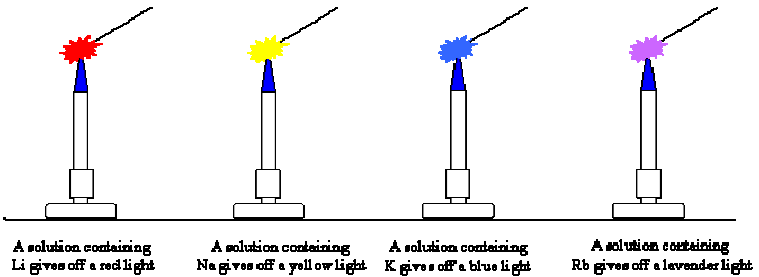 A solution containing
Li gives off a red light
A solution containing
Na gives off a yellow light
A solution containing
K gives off a blue light
A solution containing
Rb gives off a lavender light